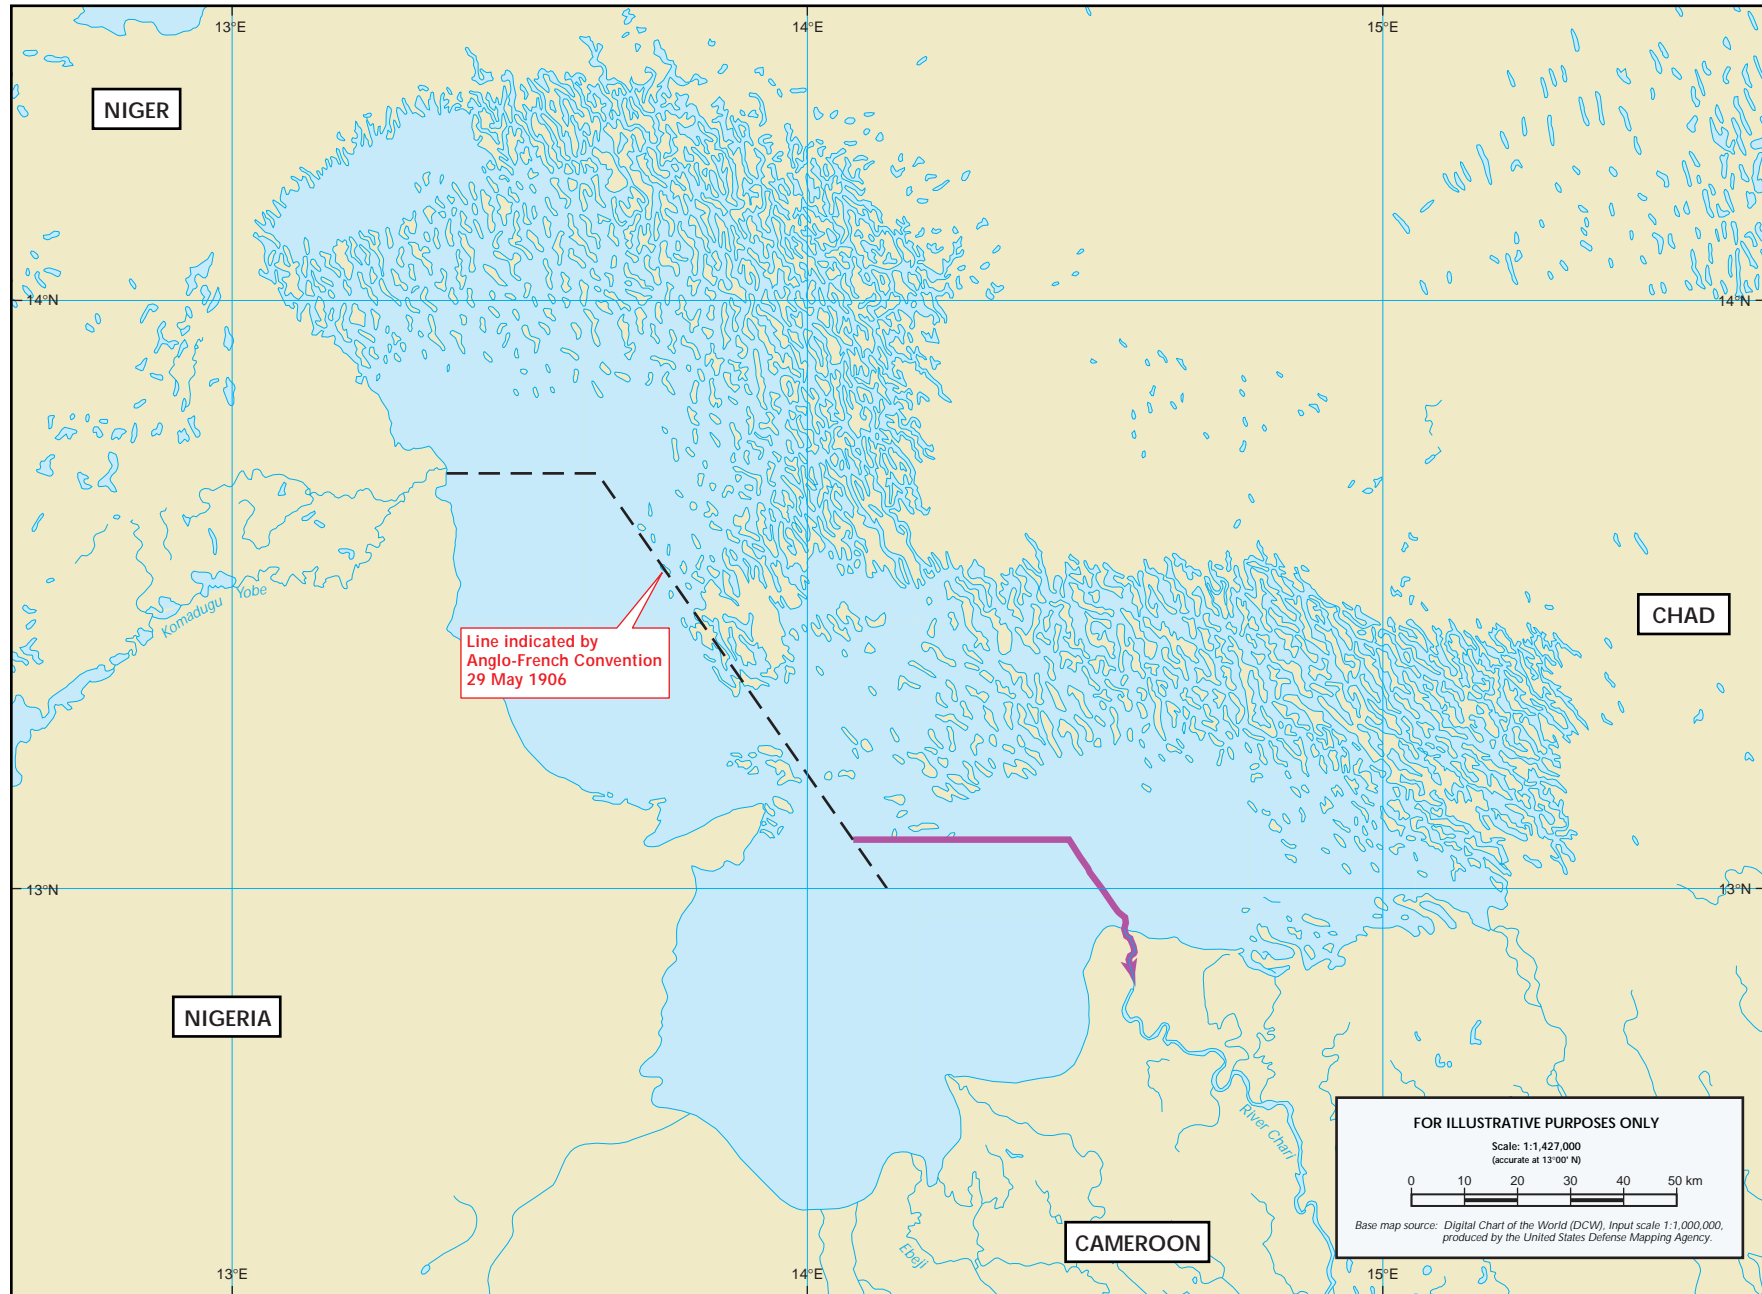 13°E
14°E
15°E
NIGER
14°N
14°N
Komadugu Yobe
CHAD
Line indicated by
Anglo-French Convention
29 May 1906
13°N
13°N
NIGERIA
River Chari
FOR ILLUSTRATIVE PURPOSES ONLY
Scale: 1:1,427,000
(accurate at 13°00' N)
0 10 20 30 40 50 km
Base map source: Digital Chart of the World (DCW), Input scale 1:1,000,000,
produced by the United States Defense Mapping Agency.
CAMEROON
Ebeji
13°E
14°E
15°E